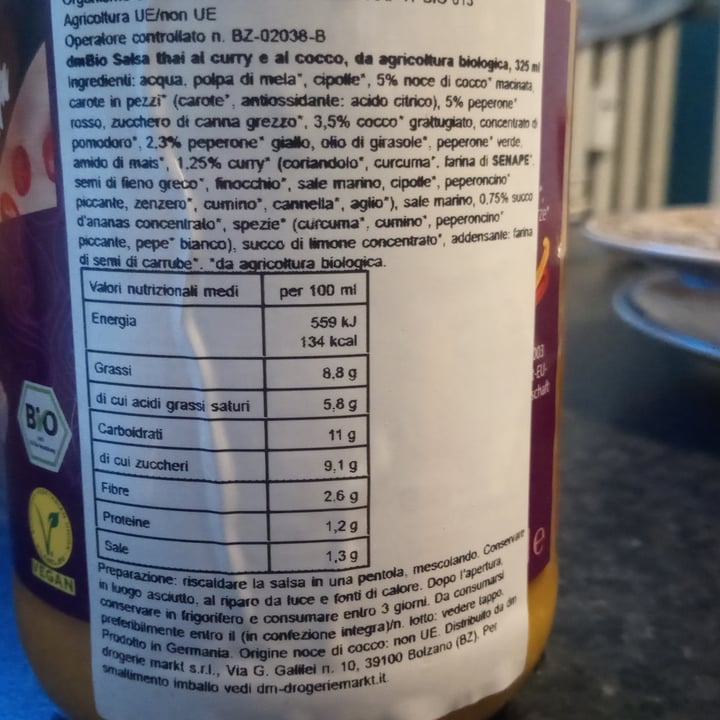 Agricoltura UE/non UE
Operatore controllato n. BZ-02038-B
dmBio Salsa thai al curry e al cocco, da agricoltura biologica, 325 ml
Ingredienti: acqua, polpa di mela*, cipolle*, 5% noce di cocco* macinata,
carote in pezzi* (carote*, antiossidante: acido citrico), 5% peperone*
rosso, zucchero di canna grezzo*, 3,5% cocco* grattugiato, concentrato di
pomodoro*, 2,3% peperone* giallo, olio di girasole*, peperone* verde,
amido di mais*, 1,25% curry* (coriandolo*, curcuma*, farina di SENAPE*,
semi di fieno greco*, finocchio*, sale marino, cipolle*, peperoncino*
piccante, zenzero*, cumino*, cannella*, aglio*), sale marino, 0,75% succo
d'ananas concentrato*, spezie* (curcuma*, cumino*, peperoncino*
piccante, pepe* bianco), succo di limone concentrato*, addensante: farina
di semi di carrube*. *da agricoltura biologica.
Valori nutrizionali medi per 100 ml
Energia 559 kJ
134 kcal
Grassi 8,8 g
di cui acidi grassi saturi 5,8 g
Carboidrati 11 g
di cui zuccheri 9,1 g
Fibre 2,6 g
Proteine 1,2 g
Sale 1,3 g
Preparazione: riscaldare la salsa in una pentola, mescolando. Conservare
in luogo asciutto, al riparo da luce e fonti di calore. Dopo l'apertura,
conservare in frigorifero e consumare entro 3 giorni. Da consumarsi
preferibilmente entro il (in confezione integra)/n. lotto: vedere tappo.
Prodotto in Germania. Origine noce di cocco: non UE. Distribuito da dm
drogerie markt s.r.l., Via G. Galilei n. 10, 39100 Bolzano (BZ). Per
smaltimento imballo vedi dm-drogeriemarkt.it
BIO
V
VEGAN
003
-EU-
schaft
e